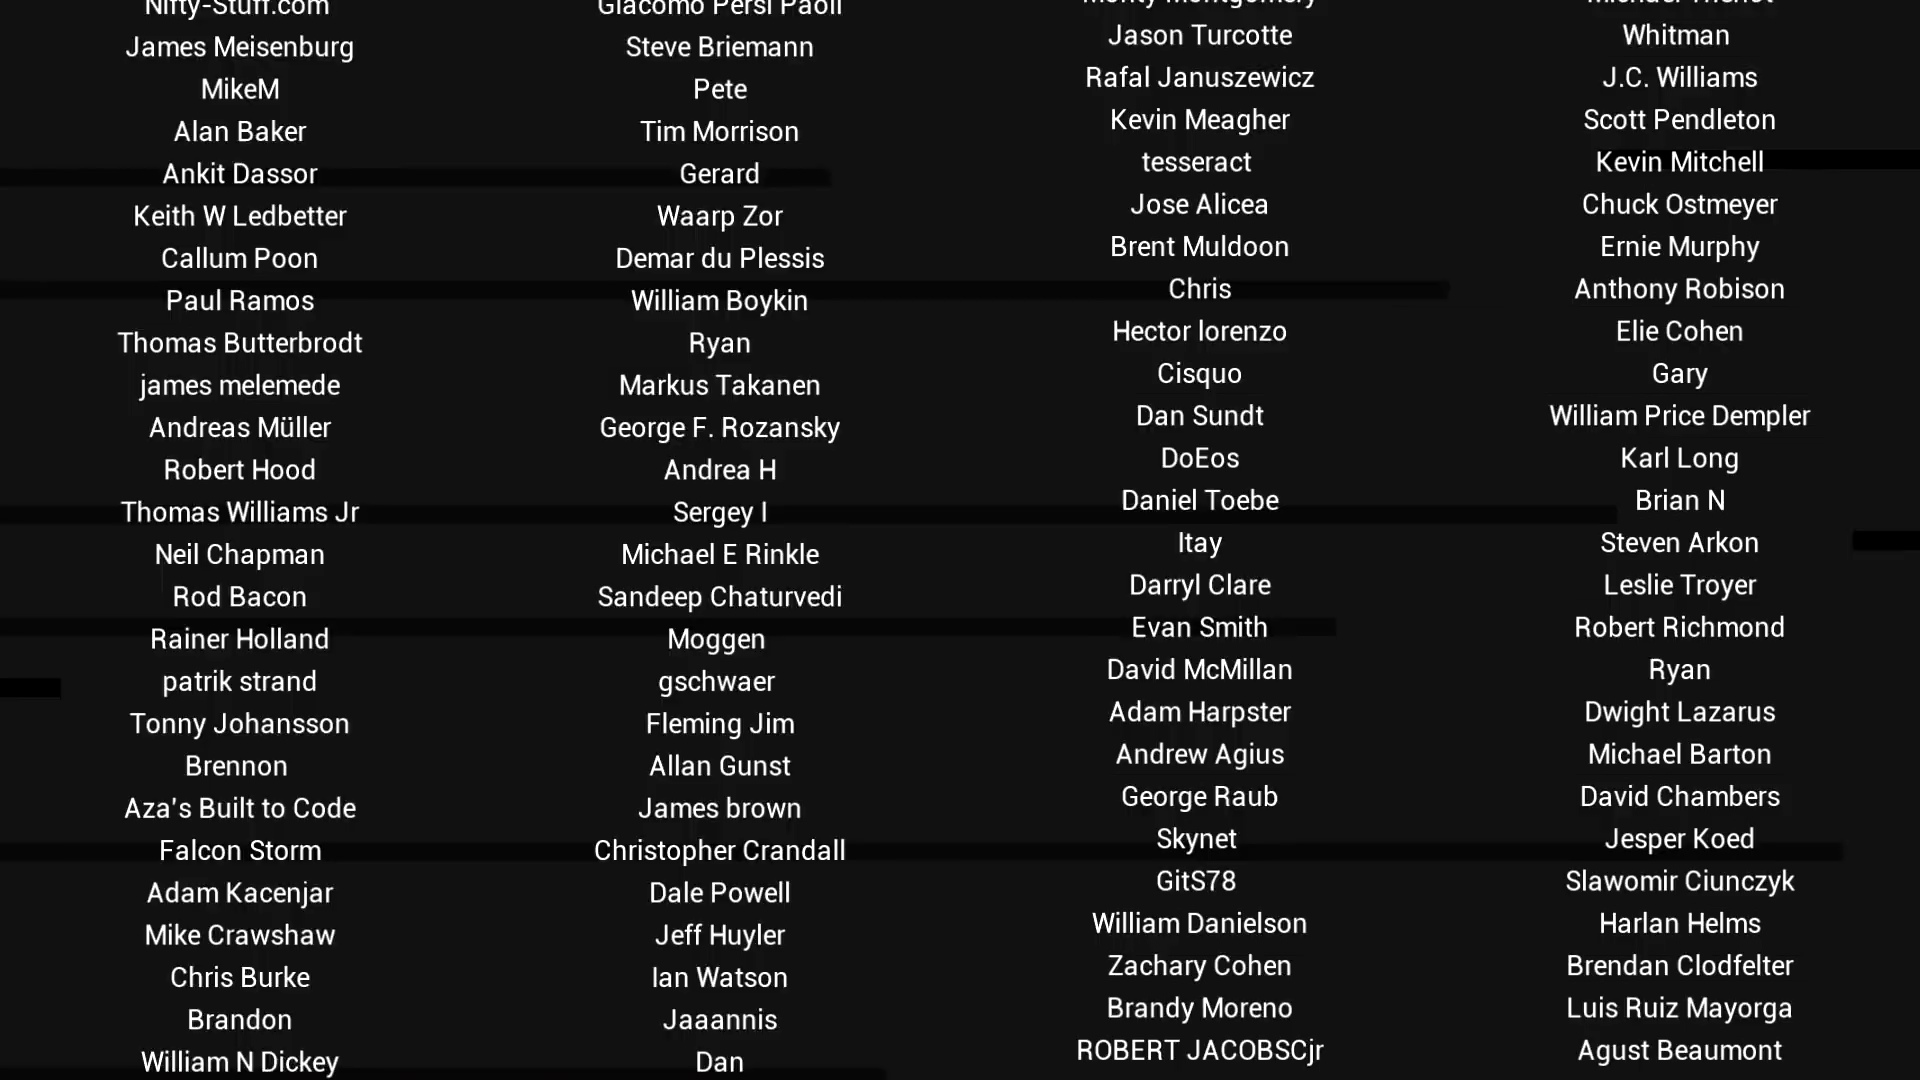 Nifty-Stuff.com
James Meisenburg
MikeM
Alan Baker
Ankit Dassor
Keith W Ledbetter
Callum Poon
Paul Ramos
Thomas Butterbrodt
james melemede
Andreas Müller
Robert Hood
Thomas Williams Jr
Neil Chapman
Rod Bacon
Rainer Holland
patrik strand
Tonny Johansson
Brennon
Aza's Built to Code
Falcon Storm
Adam Kacenjar
Mike Crawshaw
Chris Burke
Brandon
William N Dickey
Giacomo Persi Paoli
Steve Briemann
Pete
Tim Morrison
Gerard
Waarp Zor
Demar du Plessis
William Boykin
Ryan
Markus Takanen
George F. Rozansky
Andrea H
Sergey I
Michael E Rinkle
Sandeep Chaturvedi
Moggen
gschwaer
Fleming Jim
Allan Gunst
James brown
Christopher Crandall
Dale Powell
Jeff Huyler
Ian Watson
Jaaannis
Dan
Monty Montgomery
Jason Turcotte
Rafal Januszewicz
Kevin Meagher
tesseract
Jose Alicea
Brent Muldoon
Chris
Hector lorenzo
Cisquo
Dan Sundt
DoEos
Daniel Toebe
Itay
Darryl Clare
Evan Smith
David McMillan
Adam Harpster
Andrew Agius
George Raub
Skynet
GitS78
William Danielson
Zachary Cohen
Brandy Moreno
ROBERT JACOBSCjr
Whitman
J.C. Williams
Scott Pendleton
Kevin Mitchell
Chuck Ostmeyer
Ernie Murphy
Anthony Robison
Elie Cohen
Gary
William Price Dempler
Karl Long
Brian N
Steven Arkon
Leslie Troyer
Robert Richmond
Ryan
Dwight Lazarus
Michael Barton
David Chambers
Jesper Koed
Slawomir Ciunczyk
Harlan Helms
Brendan Clodfelter
Luis Ruiz Mayorga
Agust Beaumont